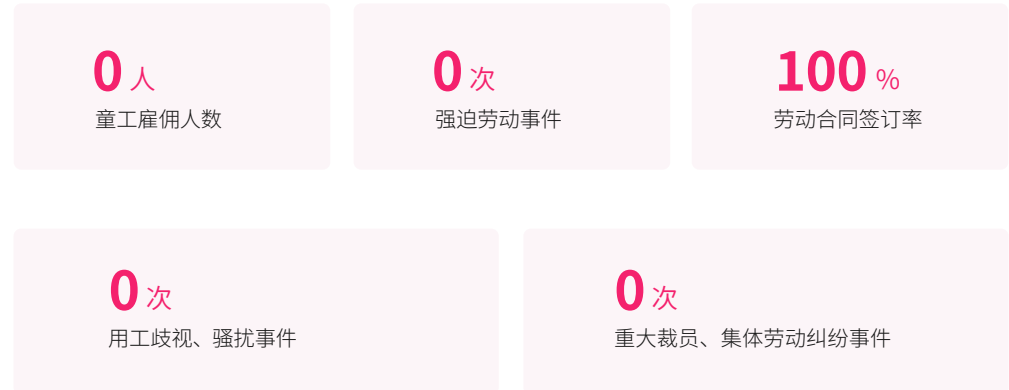 0 人
童工雇佣人数
0 次
强迫劳动事件
100 %
劳动合同签订率
0 次
用工歧视、骚扰事件
0 次
重大裁员、集体劳动纠纷事件